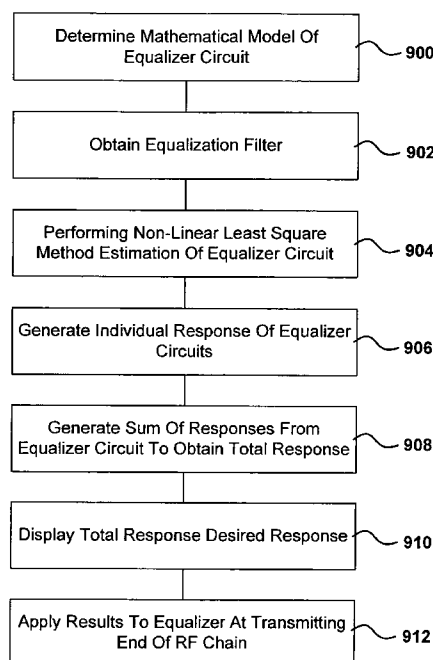 Determine Mathematical Model Of
Equalizer Circuit
900
Obtain Equalization Filter
902
Performing Non-Linear Least Square
Method Estimation Of Equalizer Circuit
904
Generate Individual Response Of Equalizer
Circuits
906
Generate Sum Of Responses From
Equalizer Circuit To Obtain Total Response
908
Display Total Response Desired Response
910
Apply Results To Equalizer At Transmitting
End Of RF Chain
912